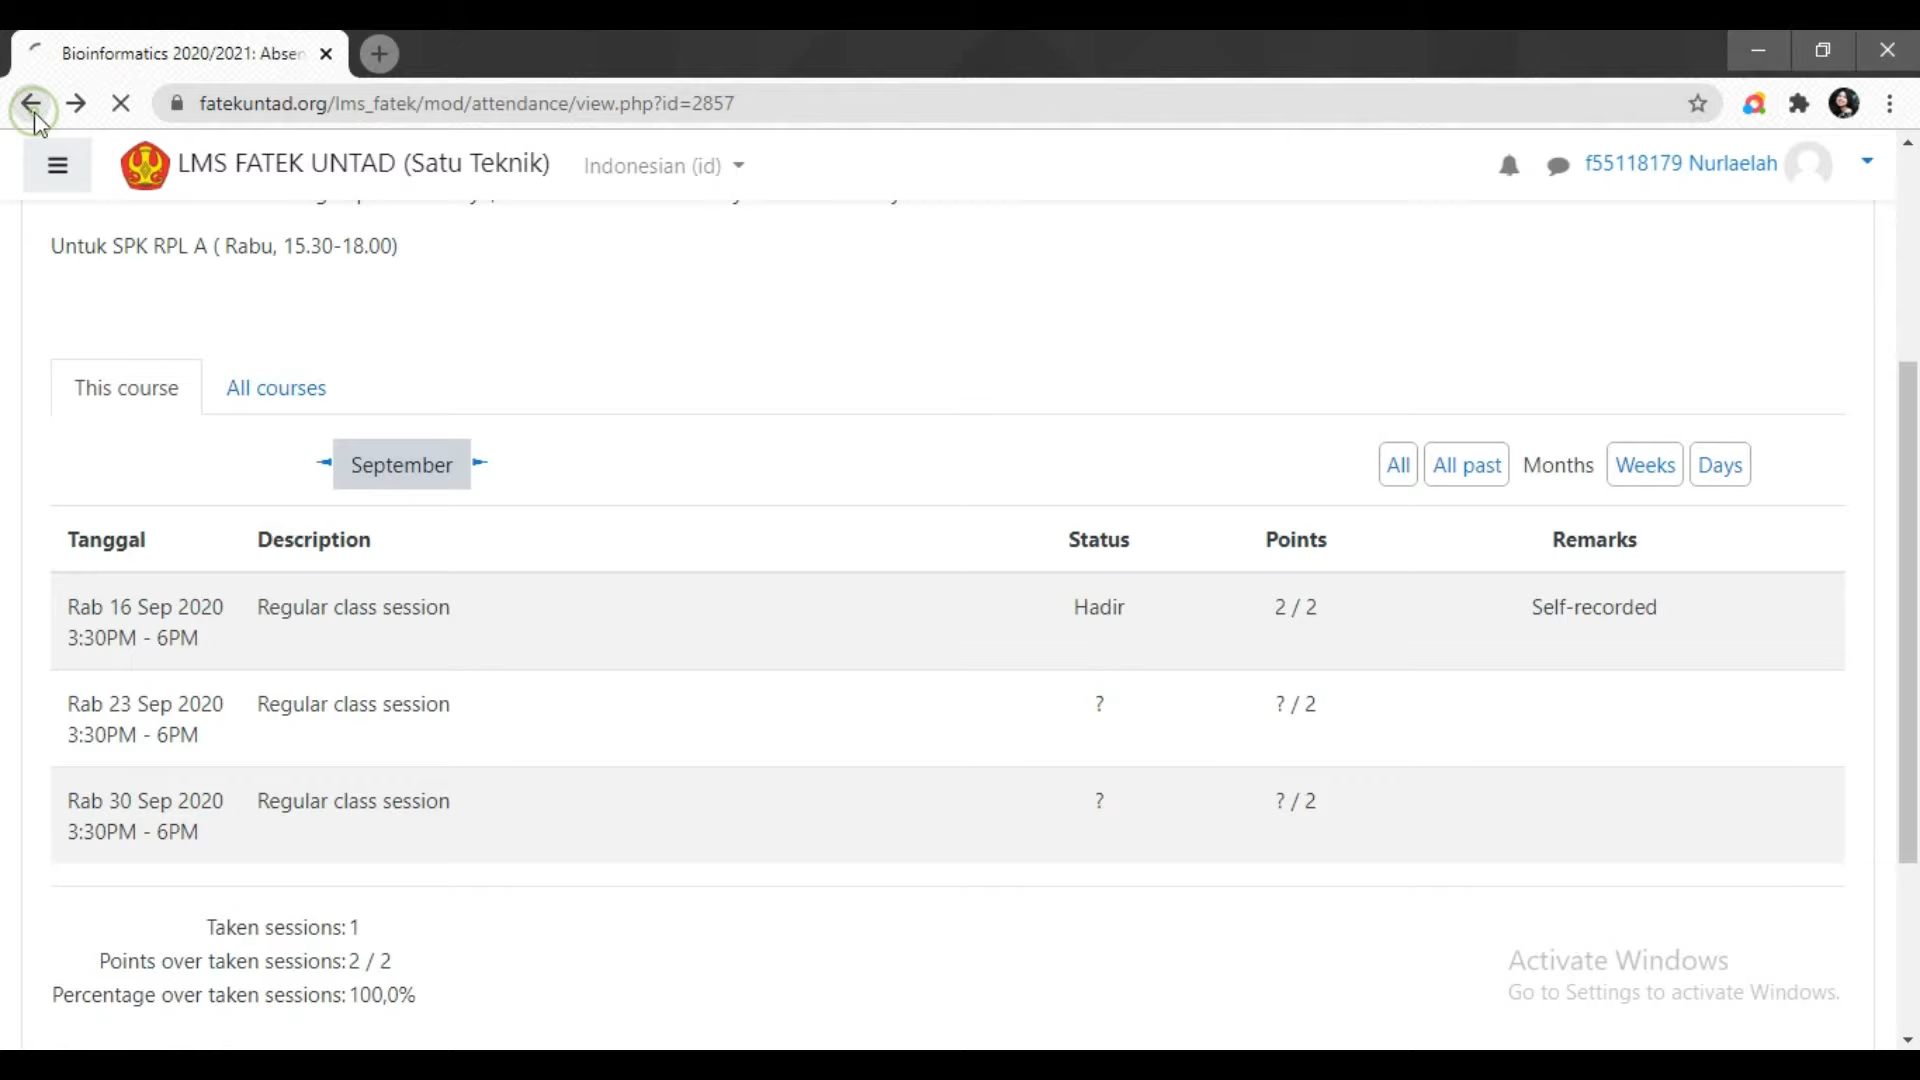 Bioinformatics 2020/2021: Absen
fatekuntad.org/lms_fatek/mod/attendance/view.php?id=2857
LMS FATEK UNTAD (Satu Teknik)
Indonesian (id)
f55118179 Nurlaelah
Untuk SPK RPL A ( Rabu, 15.30-18.00)
This course
All courses
September
All
All past
Months
Weeks
Days
Tanggal Description Status Points Remarks
Rab 16 Sep 2020 Regular class session Hadir 2 / 2 Self-recorded
3:30PM - 6PM
Rab 23 Sep 2020 Regular class session ? ? / 2
3:30PM - 6PM
Rab 30 Sep 2020 Regular class session ? ? / 2
3:30PM - 6PM
Taken sessions: 1
Points over taken sessions: 2 / 2
Percentage over taken sessions: 100,0%
Activate Windows
Go to Settings to activate Windows.